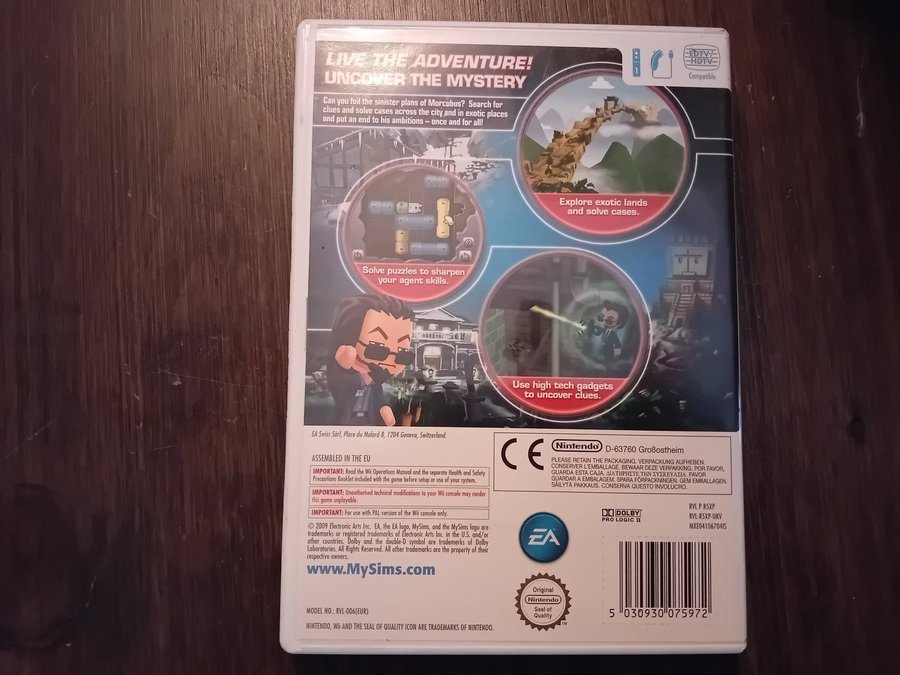 LIVE THE ADVENTURE!
UNCOVER THE MYSTERY
Can you foil the sinister plans of Morcubus? Search for
clues and solve cases across the city and in exotic places
and put an end to his ambitions – once and for all!
1
EDTV/
HDTV
Compatible
Explore exotic lands
and solve cases.
Solve puzzles to sharpen
your agent skills.
Use high tech gadgets
to uncover clues.
EA Swiss Sàrl, Place du Molard 8, 1204 Geneva, Switzerland.
ASSEMBLED IN THE EU
IMPORTANT: Read the Wii Operations Manual and the separate Health and Safety
Precautions Booklet included with the game before setup or use of your system.
IMPORTANT: Unauthorised technical modifications to your Wii console may render
this game unplayable.
IMPORTANT: For use with PAL version of the Wii console only.
© 2009 Electronic Arts Inc. EA, the EA logo, MySims, and the MySims logo are
trademarks or registered trademarks of Electronic Arts Inc. in the U.S. and/or
other countries. Dolby and the double-D symbol are trademarks of Dolby
Laboratories. All Rights Reserved. All other trademarks are the property of their
respective owners.
www.MySims.com
MODEL NO.: RVL-006(EUR)
NINTENDO, Wii AND THE SEAL OF QUALITY ICON ARE TRADEMARKS OF NINTENDO.
CE
Nintendo D-63760 Großostheim
PLEASE RETAIN THE PACKAGING. VERPACKUNG AUFHEBEN.
CONSERVER L'EMBALLAGE. BEWAAR DEZE VERPAKKING. POR FAVOR,
GUARDA ESTA CAJA. ΔΙΑΤΗΡΗΣΤΕ ΤΗΝ ΣΥΣΚΕΥΑΣΙΑ. FAVOR
GUARDAR A EMBALAGEM. SPARA FÖRPACKNINGEN. GEM EMBALLAGEN.
SÄILYTÄ PAKKAUS. CONSERVA QUESTO INVOLUCRO.
EA
DOLBY
PRO LOGIC II
RVL P RSXP
RVL-RSXP-UKV
MXE04106704IS
Original
Nintendo
Seal of
Quality
TM
5 030930 075972